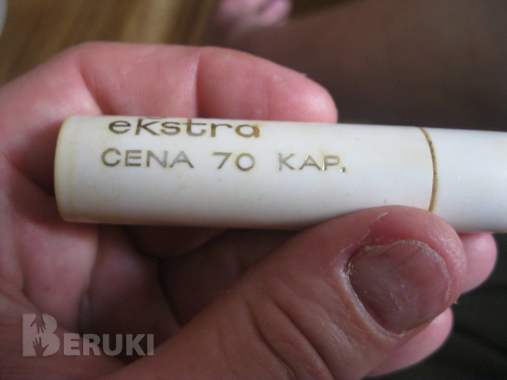 ekstra
CENA 70 KAP.
BERUKI